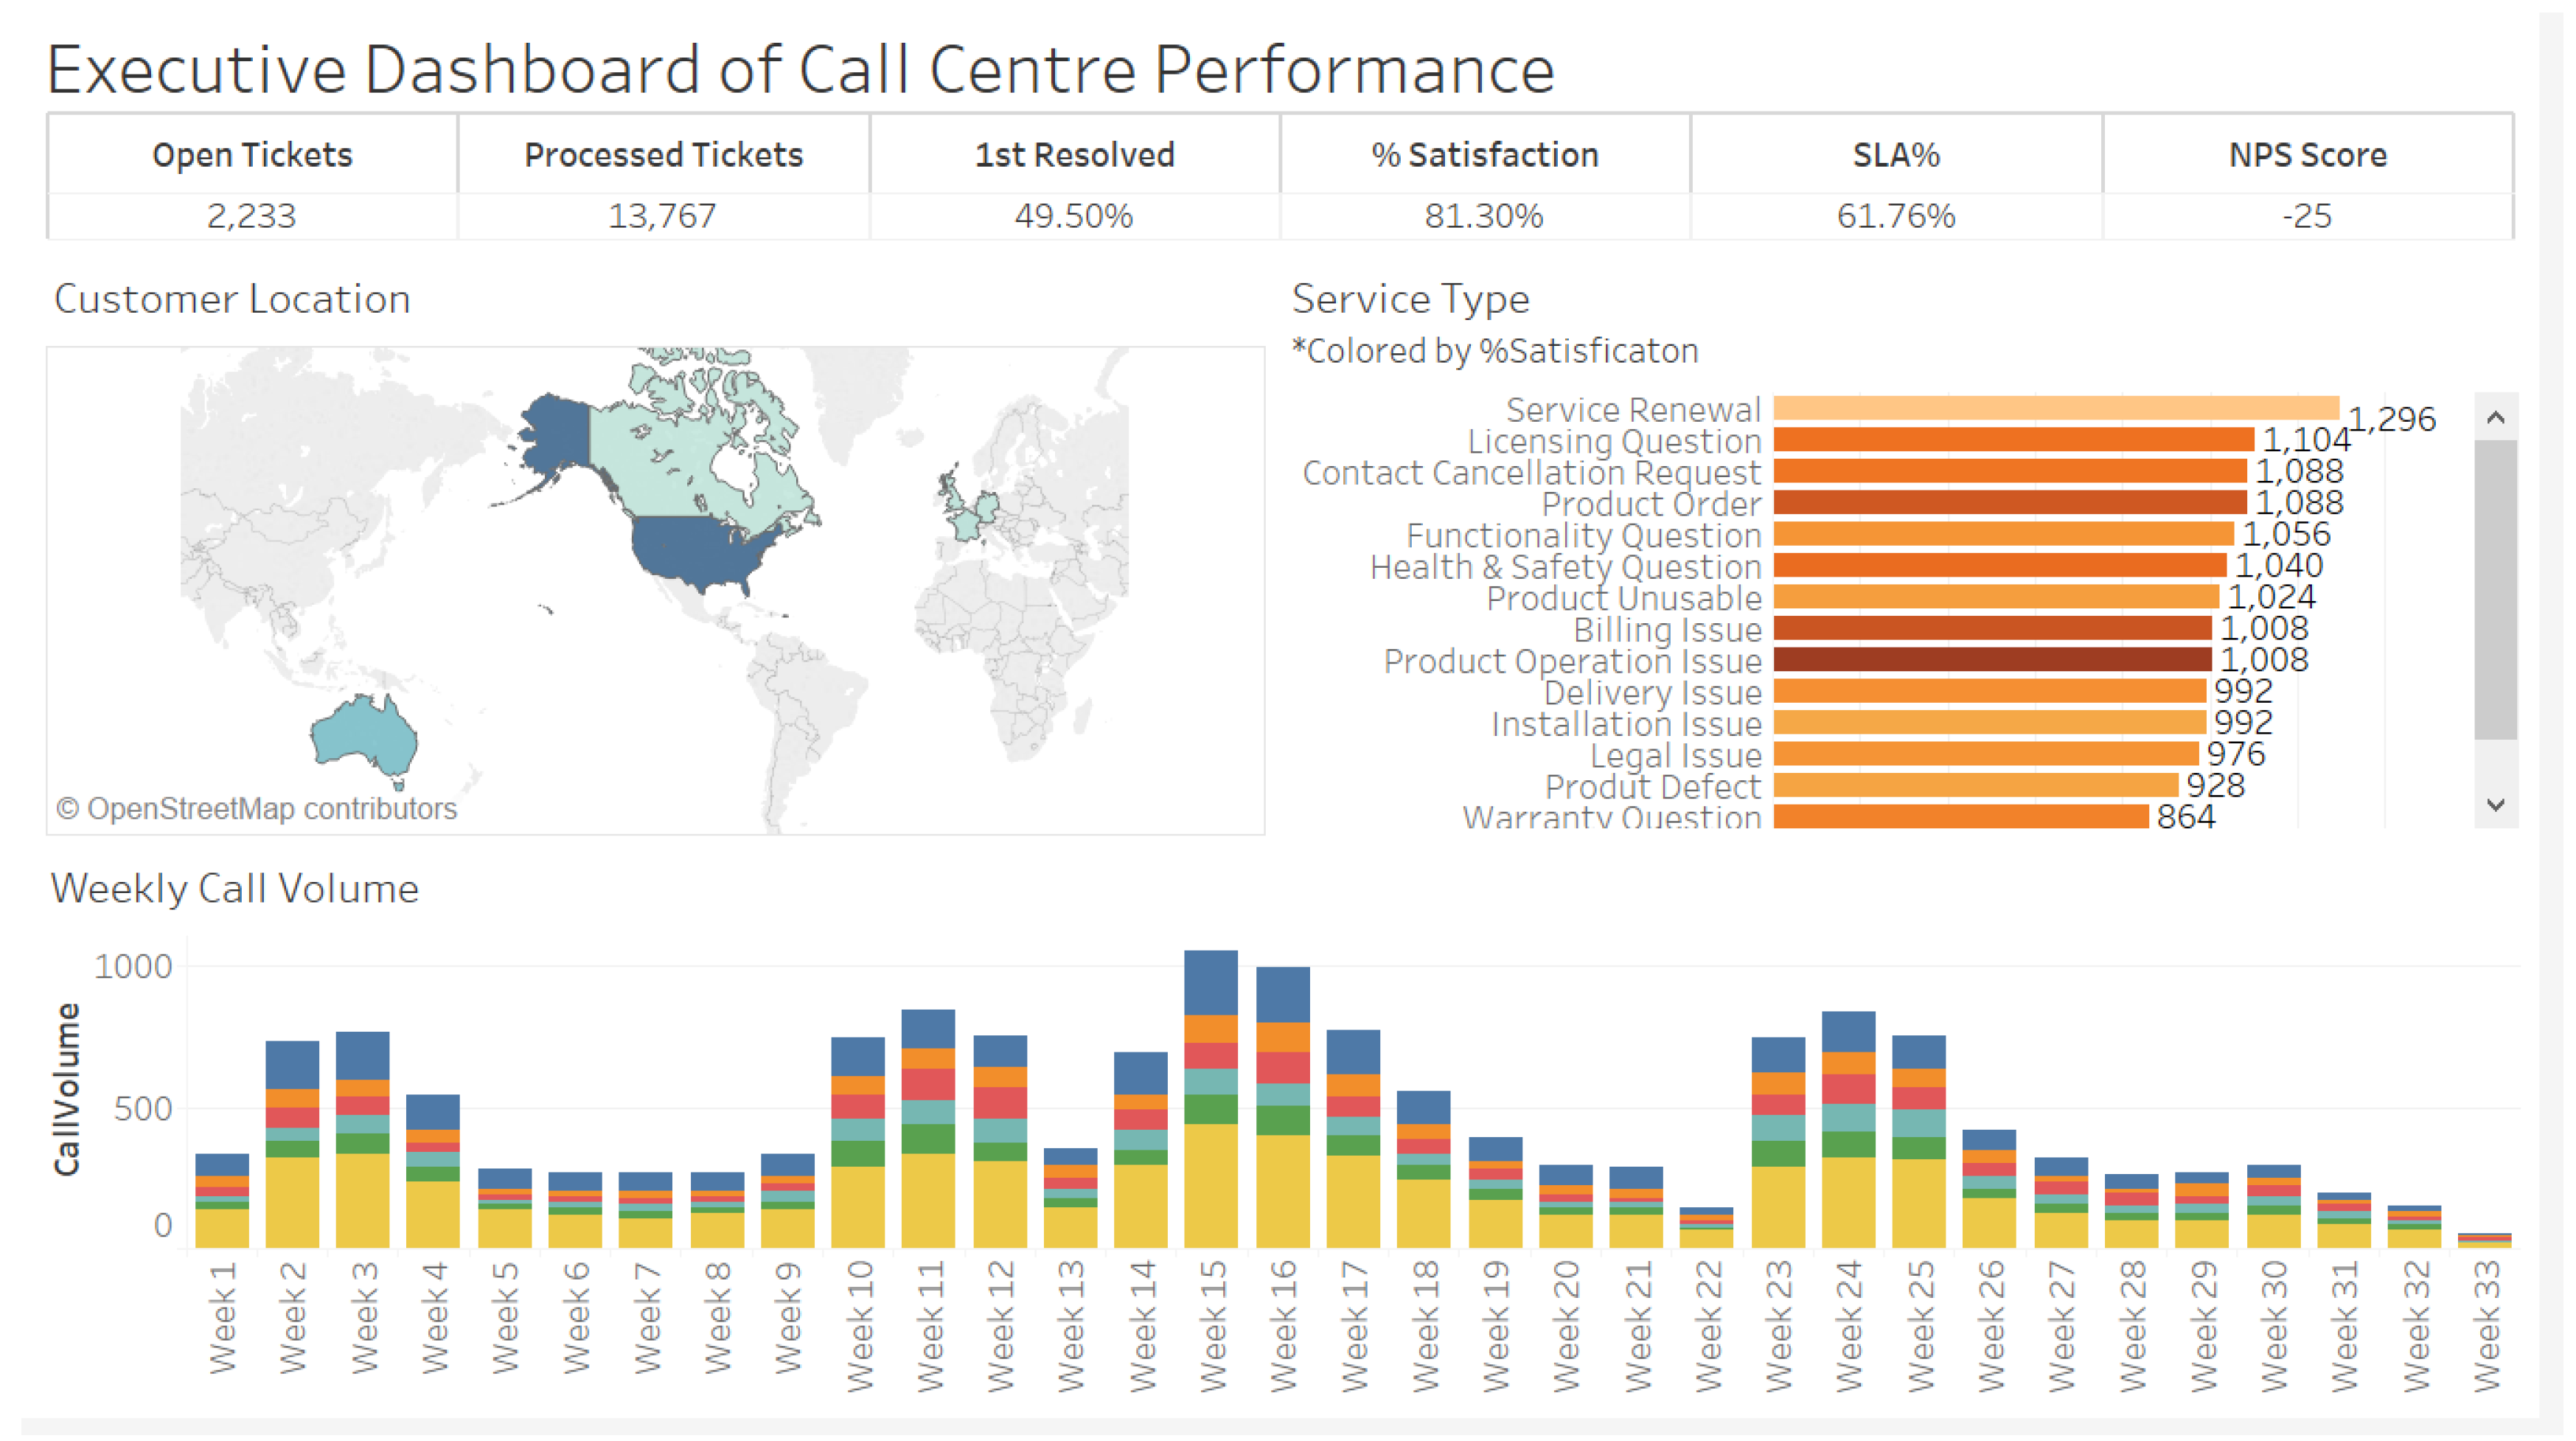 Executive Dashboard of Call Centre Performance
Open Tickets Processed Tickets 1st Resolved % Satisfaction SLA% NPS Score
2,233 13,767 49.50% 81.30% 61.76% -25
Customer Location
© OpenStreetMap contributors
Service Type
*Colored by %Satisficaton
Service Renewal 1,296
Licensing Question 1,104
Contact Cancellation Request 1,088
Product Order 1,088
Functionality Question 1,056
Health & Safety Question 1,040
Product Unusable 1,024
Billing Issue 1,008
Product Operation Issue 1,008
Delivery Issue 992
Installation Issue 992
Legal Issue 976
Produt Defect 928
Warranty Question 864
Weekly Call Volume
CallVolume
1000
500
0
Week 1
Week 2
Week 3
Week 4
Week 5
Week 6
Week 7
Week 8
Week 9
Week 10
Week 11
Week 12
Week 13
Week 14
Week 15
Week 16
Week 17
Week 18
Week 19
Week 20
Week 21
Week 22
Week 23
Week 24
Week 25
Week 26
Week 27
Week 28
Week 29
Week 30
Week 31
Week 32
Week 33